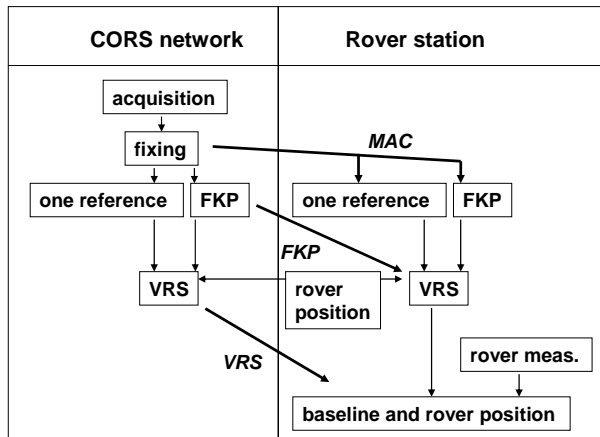 CORS network
Rover station
acquisition
fixing
MAC
one reference
FKP
one reference
FKP
FKP
VRS
rover
position
VRS
VRS
rover meas.
baseline and rover position